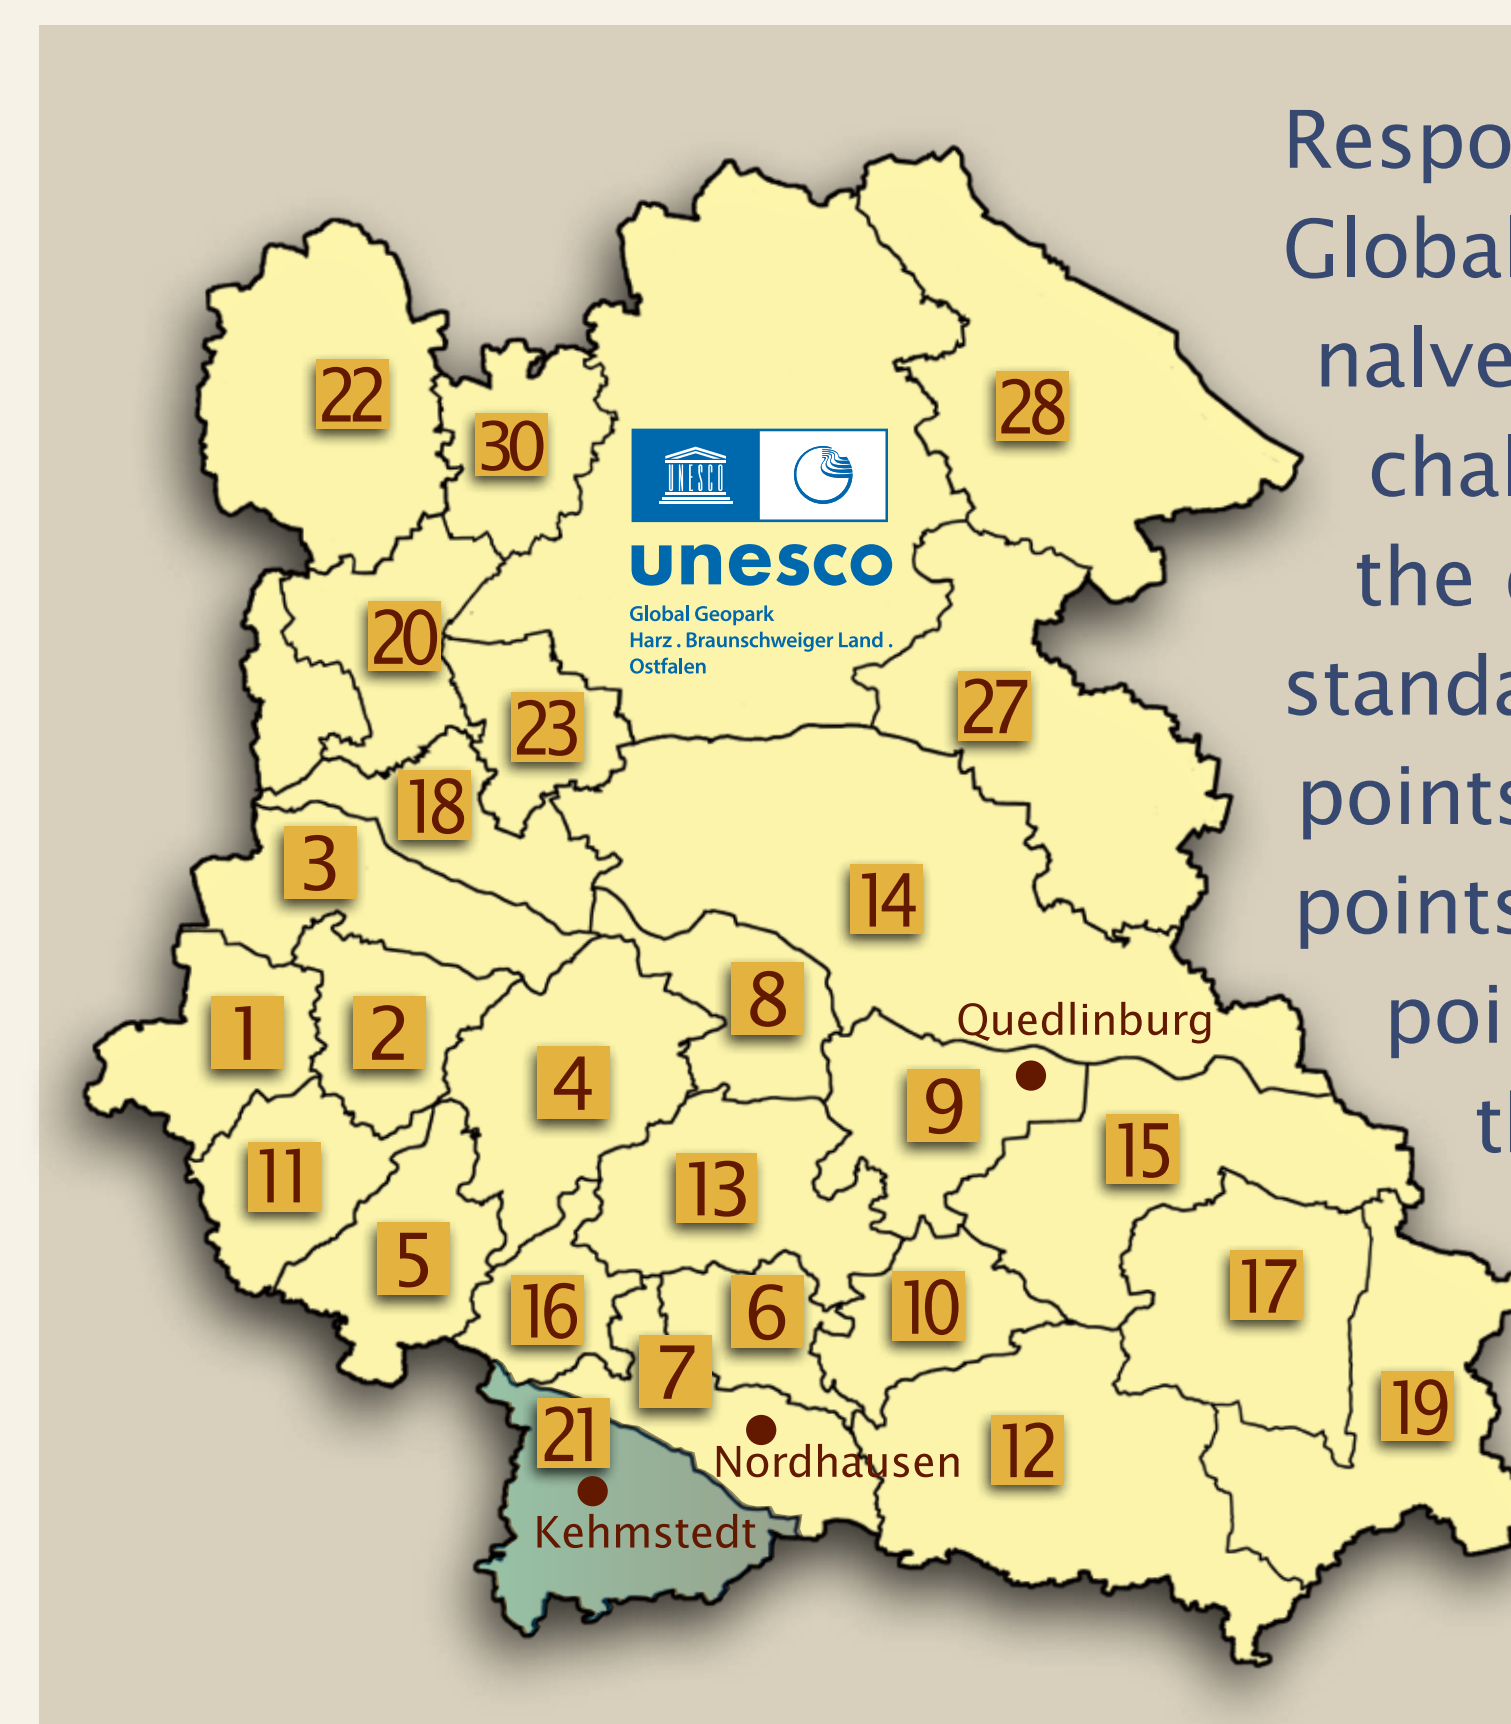 Respo
Global
nalve
chal
the
standa
points
points
poi
th
22
30
28
UNESCO
unesco
Global Geopark
Harz . Braunschweiger Land .
Ostfalen
20
23
27
18
3
14
8
Quedlinburg
1
2
4
9
15
11
13
5
17
16
6
10
7
19
21
Nordhausen
12
Kehmstedt